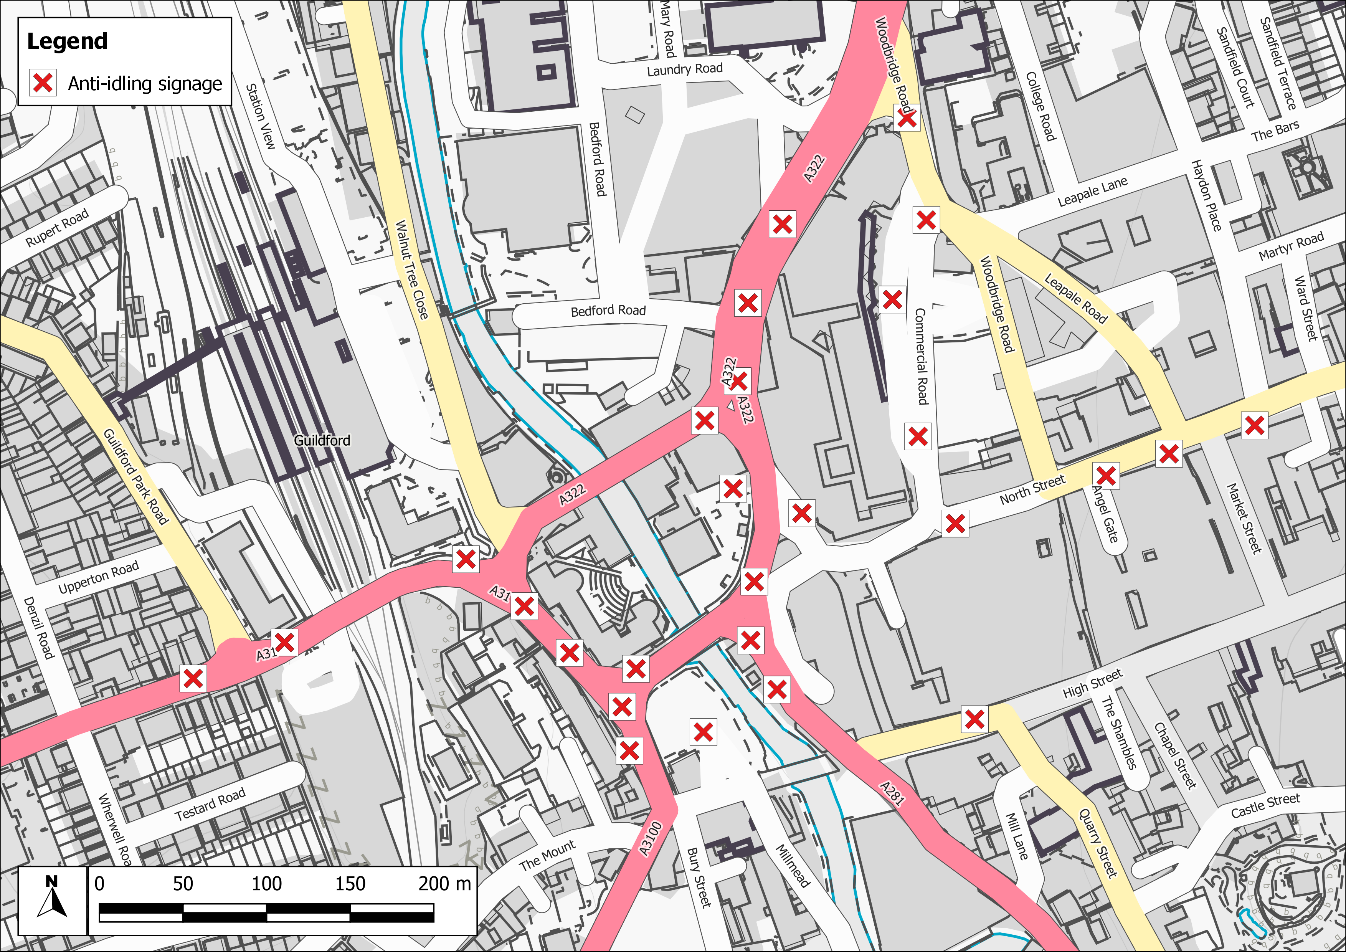 Legend
Anti-idling signage
Mary Road
Laundry Road
Woodbridge Road
College Road
Sandfield Court
Sandfield Terrace
The Bars
Station View
Bedford Road
A322
Leapale Lane
Haydon Place
Rupert Road
Walnut Tree Close
Martyr Road
Ward Street
Woodbridge Road
Leapale Road
Bedford Road
Commercial Road
A322
A322
Guildford
Guildford Park Road
A322
North Street
Angel Gate
Market Street
Upperton Road
Denzil Road
A31
A31
High Street
The Shambles
Chapel Street
Testard Road
Wherwell Roa
A281
Castle Street
The Mount
A3100
Bury Street
Millmead
Mill Lane
Quarry Street
N
0 50 100 150 200 m